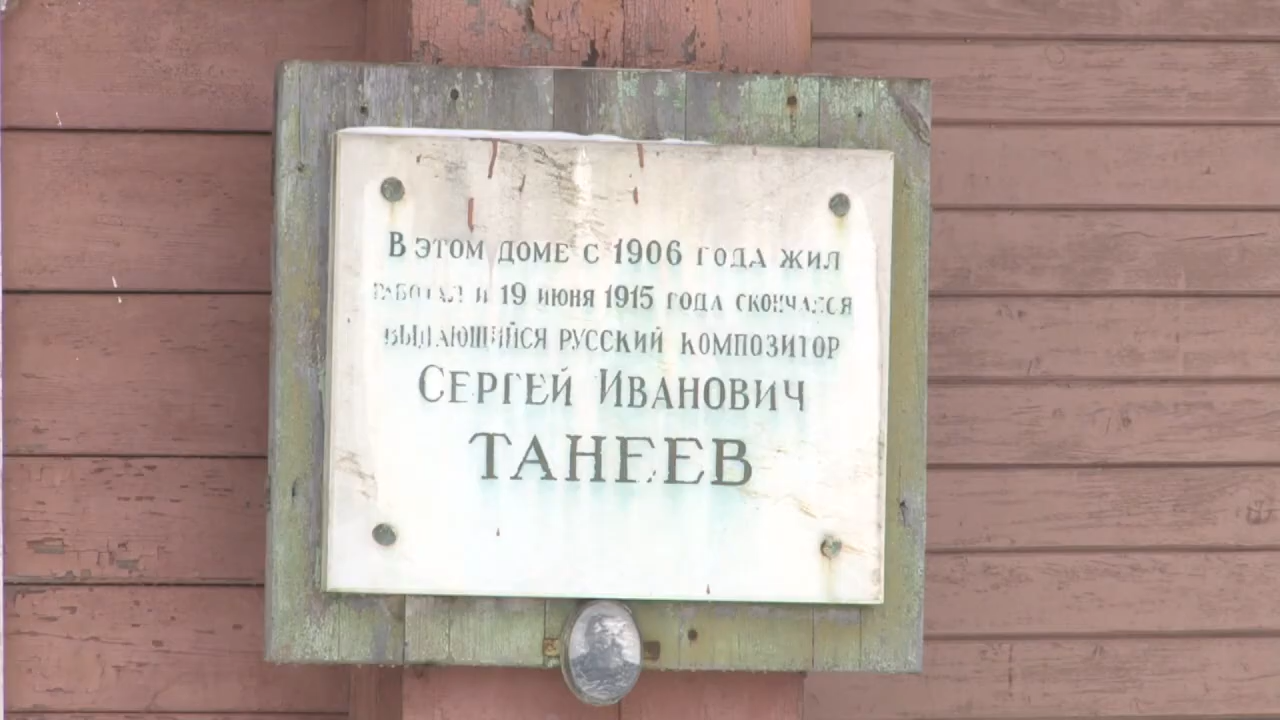 В ЭТОМ ДОМЕ С 1906 ГОДА ЖИЛ
РАБОТАЛ И 19 ИЮНЯ 1915 ГОДА СКОНЧАЛСЯ
ВЫДАЮЩИЙСЯ РУССКИЙ КОМПОЗИТОР
СЕРГЕЙ ИВАНОВИЧ
ТАНЕЕВ